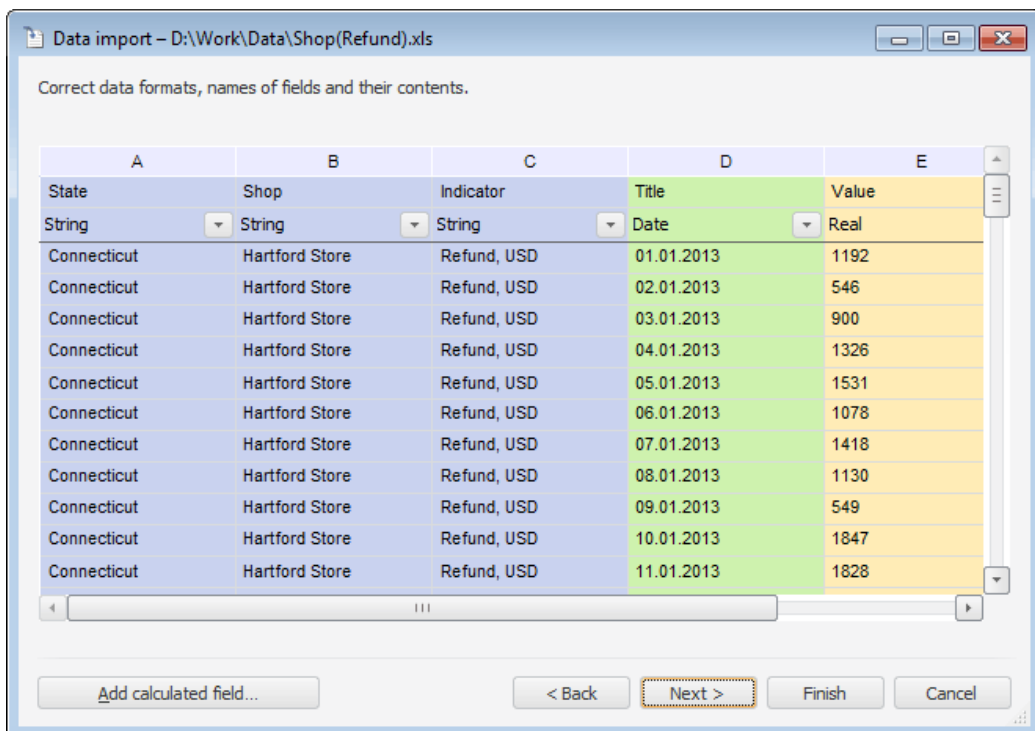 Data import – D:\Work\Data\Shop(Refund).xls
Correct data formats, names of fields and their contents.
A B C D E
State Shop Indicator Title Value
String String String Date Real
Connecticut Hartford Store Refund, USD 01.01.2013 1192
Connecticut Hartford Store Refund, USD 02.01.2013 546
Connecticut Hartford Store Refund, USD 03.01.2013 900
Connecticut Hartford Store Refund, USD 04.01.2013 1326
Connecticut Hartford Store Refund, USD 05.01.2013 1531
Connecticut Hartford Store Refund, USD 06.01.2013 1078
Connecticut Hartford Store Refund, USD 07.01.2013 1418
Connecticut Hartford Store Refund, USD 08.01.2013 1130
Connecticut Hartford Store Refund, USD 09.01.2013 549
Connecticut Hartford Store Refund, USD 10.01.2013 1847
Connecticut Hartford Store Refund, USD 11.01.2013 1828
Add calculated field... < Back Next > Finish Cancel